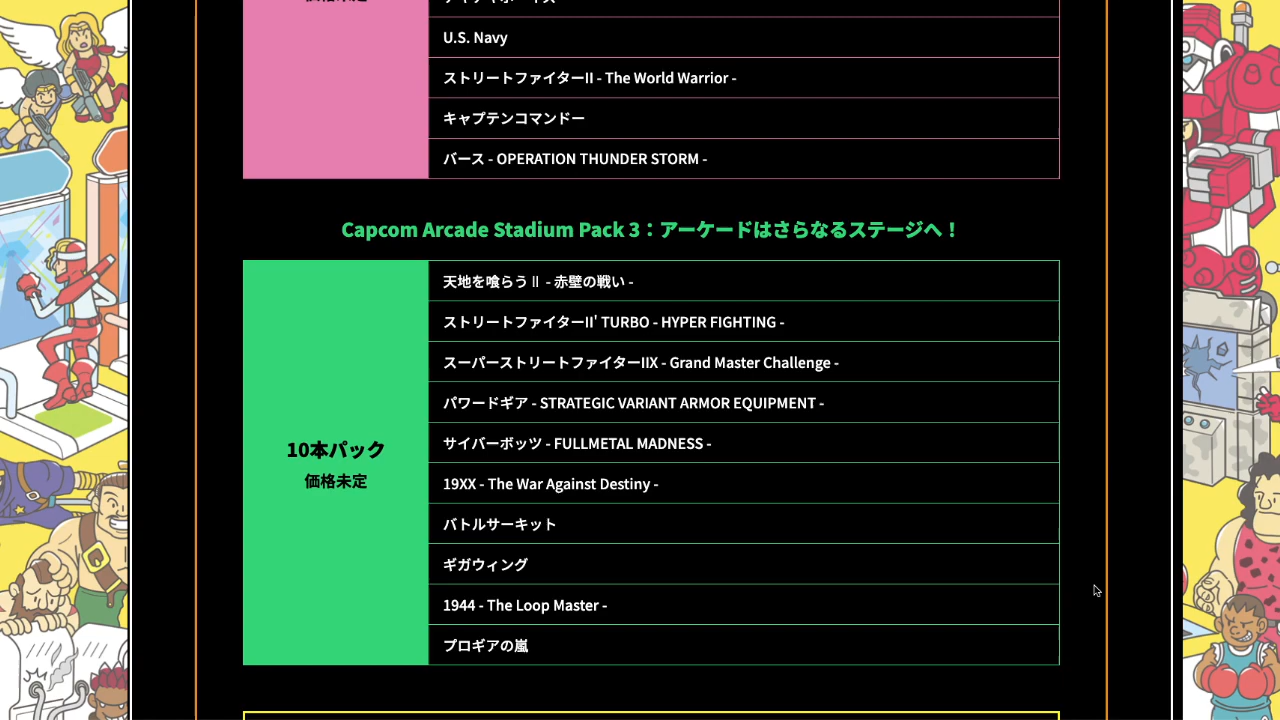 U.S. Navy
ストリートファイターII - The World Warrior -
キャプテンコマンドー
バース - OPERATION THUNDER STORM -
Capcom Arcade Stadium Pack 3：アーケードはさらなるステージへ！
10本パック
価格未定
天地を喰らうⅡ - 赤壁の戦い -
ストリートファイターII' TURBO - HYPER FIGHTING -
スーパーストリートファイターIIX - Grand Master Challenge -
パワードギア - STRATEGIC VARIANT ARMOR EQUIPMENT -
サイバーボッツ - FULLMETAL MADNESS -
19XX - The War Against Destiny -
バトルサーキット
ギガウィング
1944 - The Loop Master -
プロギアの嵐